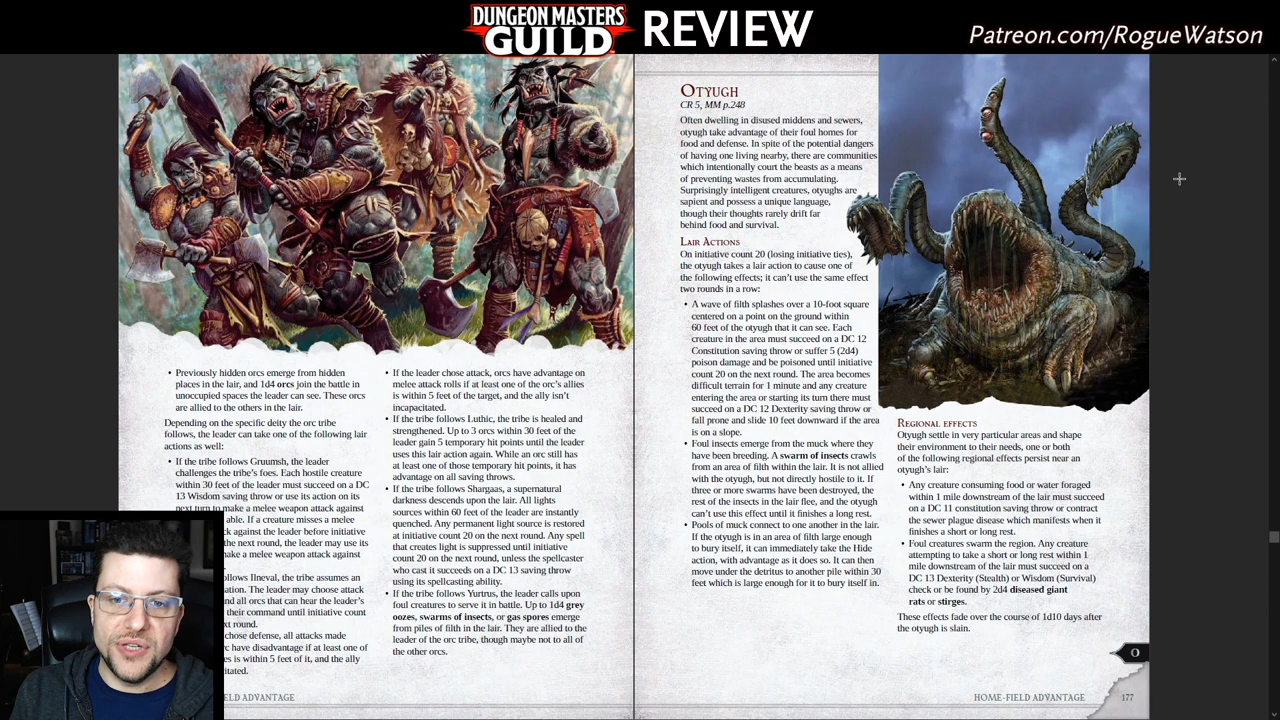 DUNGEON MASTERS
GUILD
REVIEW
Patreon.com/RogueWatson
• Previously hidden orcs emerge from hidden
places in the lair, and 1d4 orcs join the battle in
unoccupied spaces the leader can see. These orcs
are allied to the others in the lair.
Depending on the specific deity the orc tribe
follows, the leader can take one of the following lair
actions as well:
• If the tribe follows Gruumsh, the leader
challenges the tribe's foes. Each hostile creature
within 30 feet of the leader must succeed on a DC
13 Wisdom saving throw or use its action on its
next turn to make a melee weapon attack against
able. If a creature misses a melee
against the leader before initiative
the next round, the leader may use its
make a melee weapon attack against
follows Ilneval, the tribe assumes an
The leader may choose attack
and all orcs that can hear the leader's
their command until initiative count
round.
chose defense, all attacks made
have disadvantage if at least one of
is within 5 feet of it, and the ally
• If the leader chose attack, orcs have advantage on
melee attack rolls if at least one of the orc's allies
is within 5 feet of the target, and the ally isn't
incapacitated.
• If the tribe follows Luthic, the tribe is healed and
strengthened. Up to 3 orcs within 30 feet of the
leader gain 5 temporary hit points until the leader
uses this lair action again. While an orc still has
at least one of those temporary hit points, it has
advantage on all saving throws.
• If the tribe follows Shargaas, a supernatural
darkness descends upon the lair. All lights
sources within 60 feet of the leader are instantly
quenched. Any permanent light source is restored
at initiative count 20 on the next round. Any spell
that creates light is suppressed until initiative
count 20 on the next round, unless the spellcaster
who cast it succeeds on a DC 13 saving throw
using its spellcasting ability.
• If the tribe follows Yurtrus, the leader calls upon
foul creatures to serve it in battle. Up to 1d4 grey
oozes, swarms of insects, or gas spores emerge
from piles of filth in the lair. They are allied to the
leader of the orc tribe, though maybe not to all of
the other orcs.
OTYUGH
CR 5, MM p.248
Often dwelling in disused middens and sewers,
otyugh take advantage of their foul homes for
food and defense. In spite of the potential dangers
of having one living nearby, there are communities
which intentionally court the beasts as a means
of preventing wastes from accumulating.
Surprisingly intelligent creatures, otyughs are
sapient and possess a unique language,
though their thoughts rarely drift far
behind food and survival.
LAIR ACTIONS
On initiative count 20 (losing initiative ties),
the otyugh takes a lair action to cause one of
the following effects; it can't use the same effect
two rounds in a row:
• A wave of filth splashes over a 10-foot square
centered on a point on the ground within
60 feet of the otyugh that it can see. Each
creature in the area must succeed on a DC 12
Constitution saving throw or suffer 5 (2d4)
poison damage and be poisoned until initiative
count 20 on the next round. The area becomes
difficult terrain for 1 minute and any creature
entering the area or starting its turn there must
succeed on a DC 12 Dexterity saving throw or
fall prone and slide 10 feet downward if the area
is on a slope.
• Foul insects emerge from the muck where they
have been breeding. A swarm of insects crawls
from an area of filth within the lair. It is not allied
with the otyugh, but not directly hostile to it. If
three or more swarms have been destroyed, the
rest of the insects in the lair flee, and the otyugh
can't use this effect until it finishes a long rest.
• Pools of muck connect to one another in the lair.
If the otyugh is in an area of filth large enough
to bury itself, it can immediately take the Hide
action, with advantage as it does so. It can then
move under the detritus to another pile within 30
feet which is large enough for it to bury itself in.
REGIONAL EFFECTS
Otyugh settle in very particular areas and shape
their environment to their needs, one or both
of the following regional effects persist near an
otyugh's lair:
• Any creature consuming food or water foraged
within 1 mile downstream of the lair must succeed
on a DC 11 constitution saving throw or contract
the sewer plague disease which manifests when it
finishes a short or long rest.
• Foul creatures swarm the region. Any creature
attempting to take a short or long rest within 1
mile downstream of the lair must succeed on a
DC 13 Dexterity (Stealth) or Wisdom (Survival)
check or be found by 2d4 diseased giant
rats or stirges.
These effects fade over the course of 1d10 days after
the otyugh is slain.
O
HOME-FIELD ADVANTAGE
177
ADVANTAGE